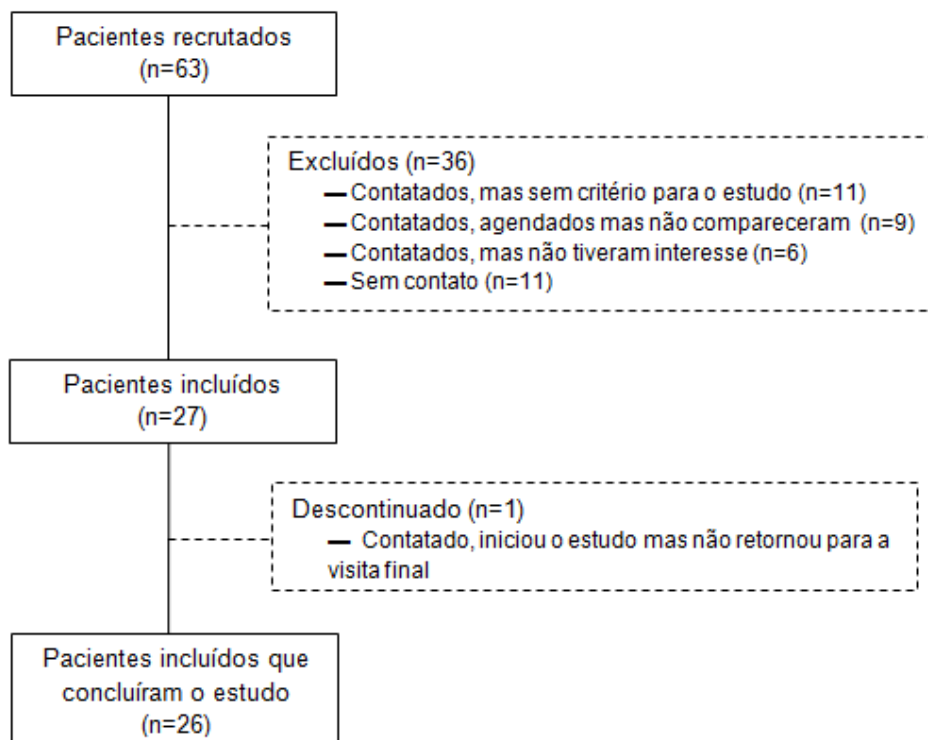 Pacientes recrutados
(n=63)
Excluídos (n=36)
— Contatados, mas sem critério para o estudo (n=11)
— Contatados, agendados mas não compareceram (n=9)
— Contatados, mas não tiveram interesse (n=6)
— Sem contato (n=11)
Pacientes incluídos
(n=27)
Descontinuado (n=1)
— Contatado, iniciou o estudo mas não retornou para a
visita final
Pacientes incluídos que
concluíram o estudo
(n=26)